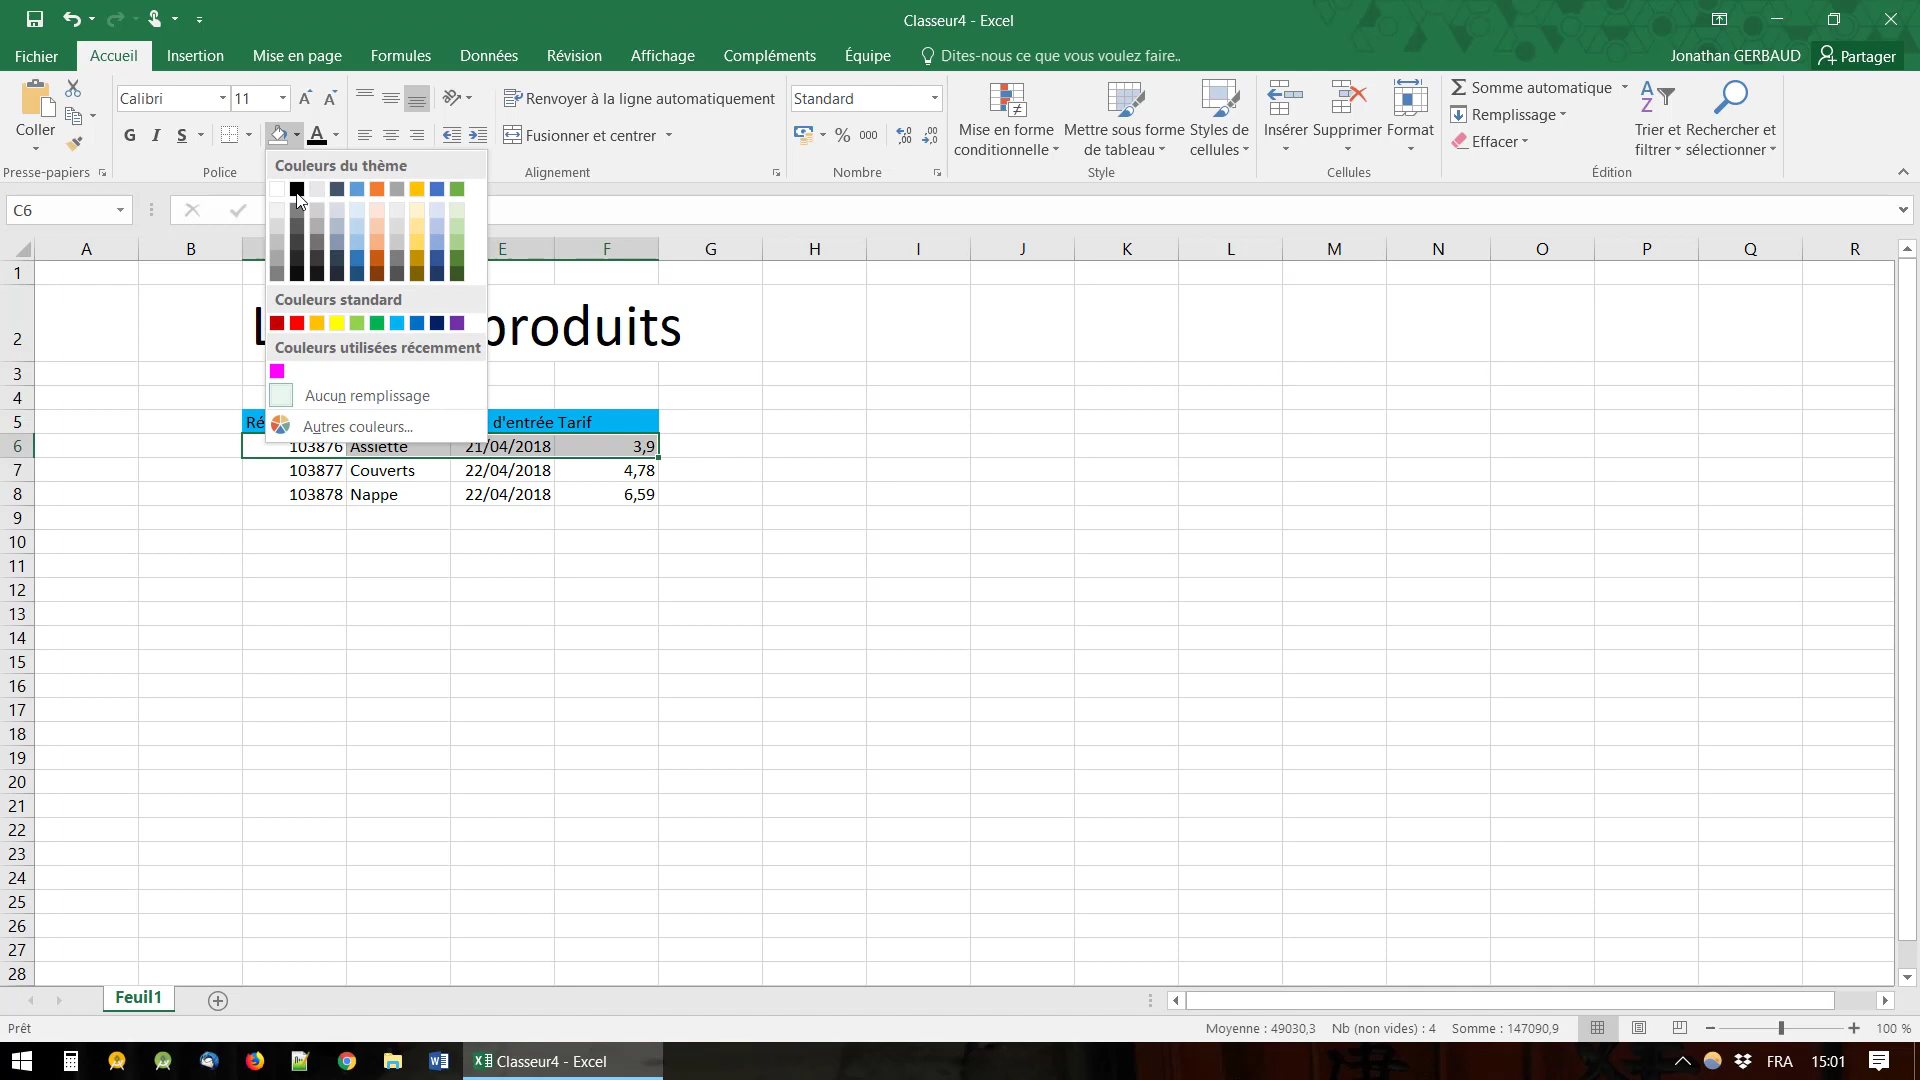 Classeur4 - Excel
Fichier Accueil Insertion Mise en page Formules Données Révision Affichage Compléments Équipe Dites-nous ce que vous voulez faire.. Jonathan GERBAUD Partager
Coller
Presse-papiers
Calibri 11
G I S A
Police
Renvoyer à la ligne automatiquement
Fusionner et centrer
Alignement
Standard
% 000
Nombre
Mise en forme conditionnelle
Mettre sous forme de tableau
Styles de cellules
Style
Insérer Supprimer Format
Cellules
Somme automatique
Remplissage
Effacer
Trier et filtrer
Rechercher et sélectionner
Édition
C6
Couleurs du thème
Couleurs standard
Couleurs utilisées récemment
Aucun remplissage
Autres couleurs...
A B E F G H I J K L M N O P Q R
1
2 produits
3
4
5 Ré d'entrée Tarif
6 103876 Assiette 21/04/2018 3,9
7 103877 Couverts 22/04/2018 4,78
8 103878 Nappe 22/04/2018 6,59
9
10
11
12
13
14
15
16
17
18
19
20
21
22
23
24
25
26
27
28
Feuil1
Prêt Moyenne : 49030,3 Nb (non vides) : 4 Somme : 147090,9 100 %
Classeur4 - Excel FRA 15:01